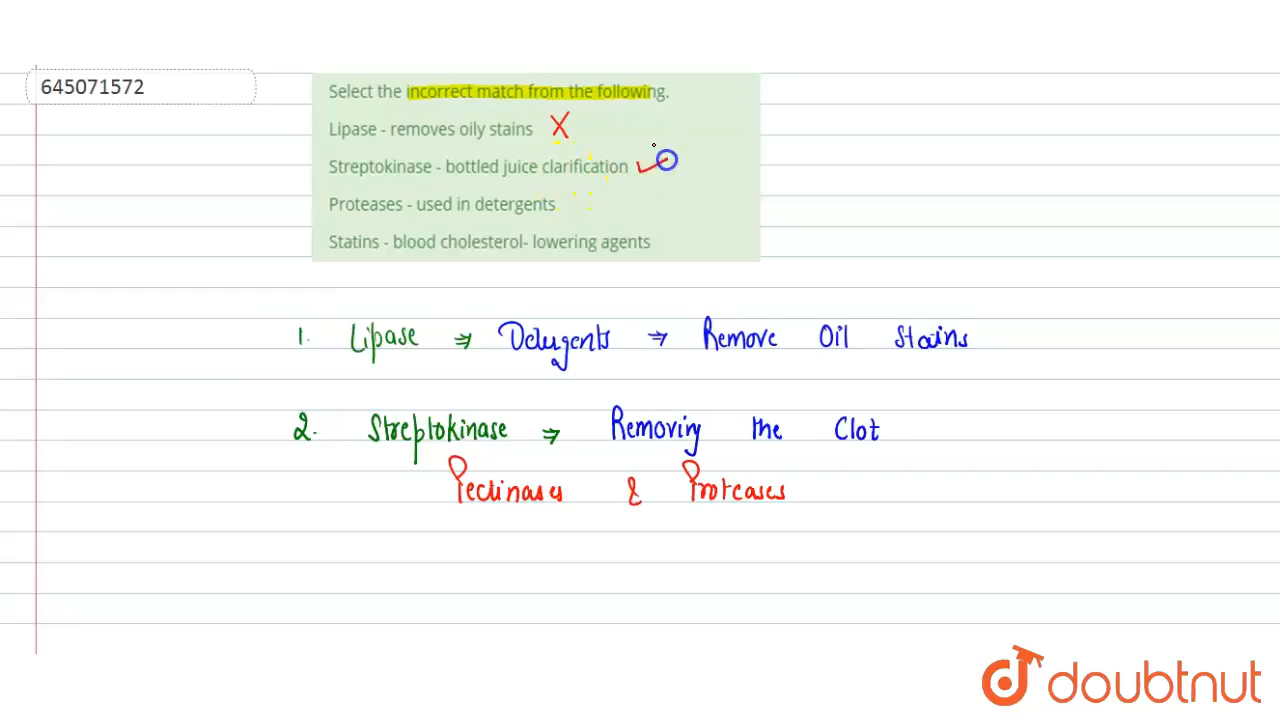 645071572
Select the incorrect match from the following.
Lipase - removes oily stains X
Streptokinase - bottled juice clarification ✓
Proteases - used in detergents
Statins - blood cholesterol- lowering agents
1. Lipase ⇒ Detergents ⇒ Remove Oil Stains
2. Streptokinase ⇒ Removing the Clot
Pectinases & Proteases
doubtnut